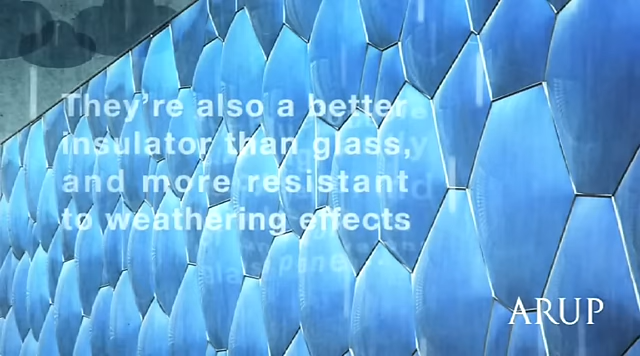 They're also a better
insulator than glass,
and more resistant
to weathering effects
ARUP